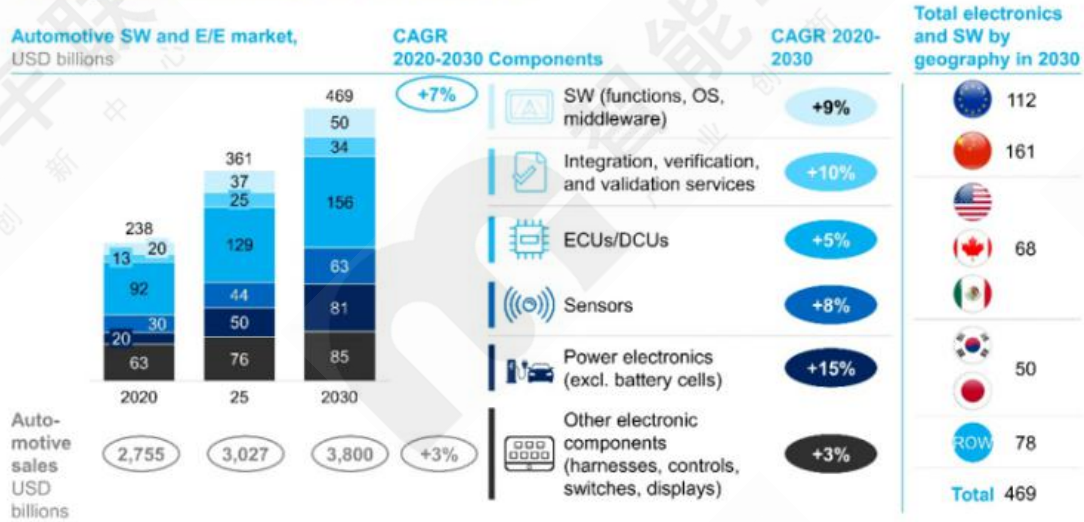 Automotive SW and E/E market,
USD billions
CAGR
2020-2030
Components
CAGR 2020-
2030
Total electronics
and SW by
geography in 2030
238
20
13
92
30
20
63
2020
361
37
25
129
44
50
76
25
469
50
34
156
63
81
85
2030
+7%
SW (functions, OS,
middleware)
+9%
Integration, verification,
and validation services
+10%
ECUs/DCUs
+5%
Sensors
+8%
Power electronics
(excl. battery cells)
+15%
Other electronic
components
(harnesses, controls,
switches, displays)
+3%
Auto-
motive
sales
USD
billions
2,755
3,027
3,800
+3%
112
161
68
50
ROW
78
Total 469